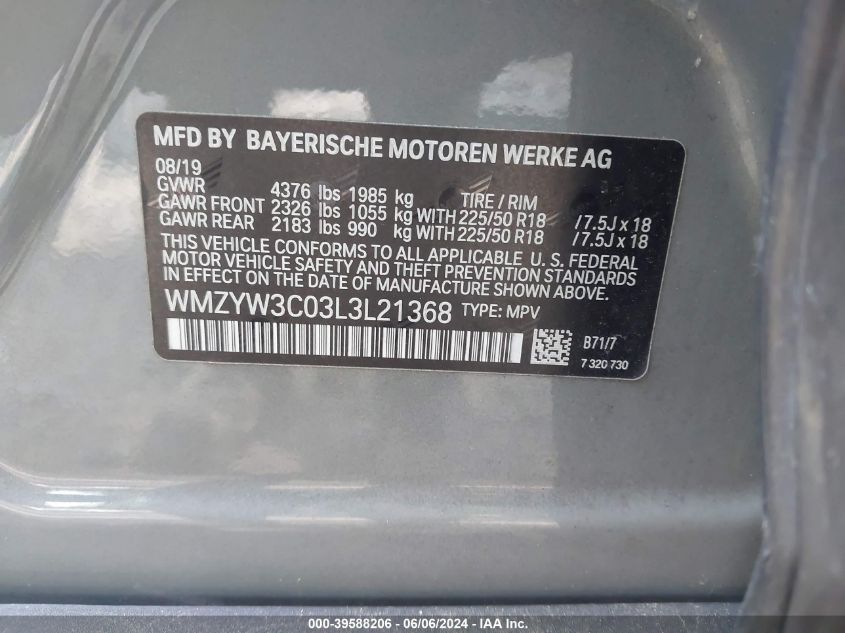 MFD BY BAYERISCHE MOTOREN WERKE AG
08/19
GVWR 4376 lbs 1985 kg TIRE / RIM
GAWR FRONT 2326 lbs 1055 kg WITH 225/50 R18 / 7.5J x 18
GAWR REAR 2183 lbs 990 kg WITH 225/50 R18 / 7.5J x 18
THIS VEHICLE CONFORMS TO ALL APPLICABLE U. S. FEDERAL
MOTOR VEHICLE SAFETY AND THEFT PREVENTION STANDARDS
IN EFFECT ON THE DATE OF MANUFACTURE SHOWN ABOVE.
WMZYW3C03L3L21368 TYPE: MPV
B71/7
7 320 730
000-39588206 - 06/06/2024 - IAA Inc.